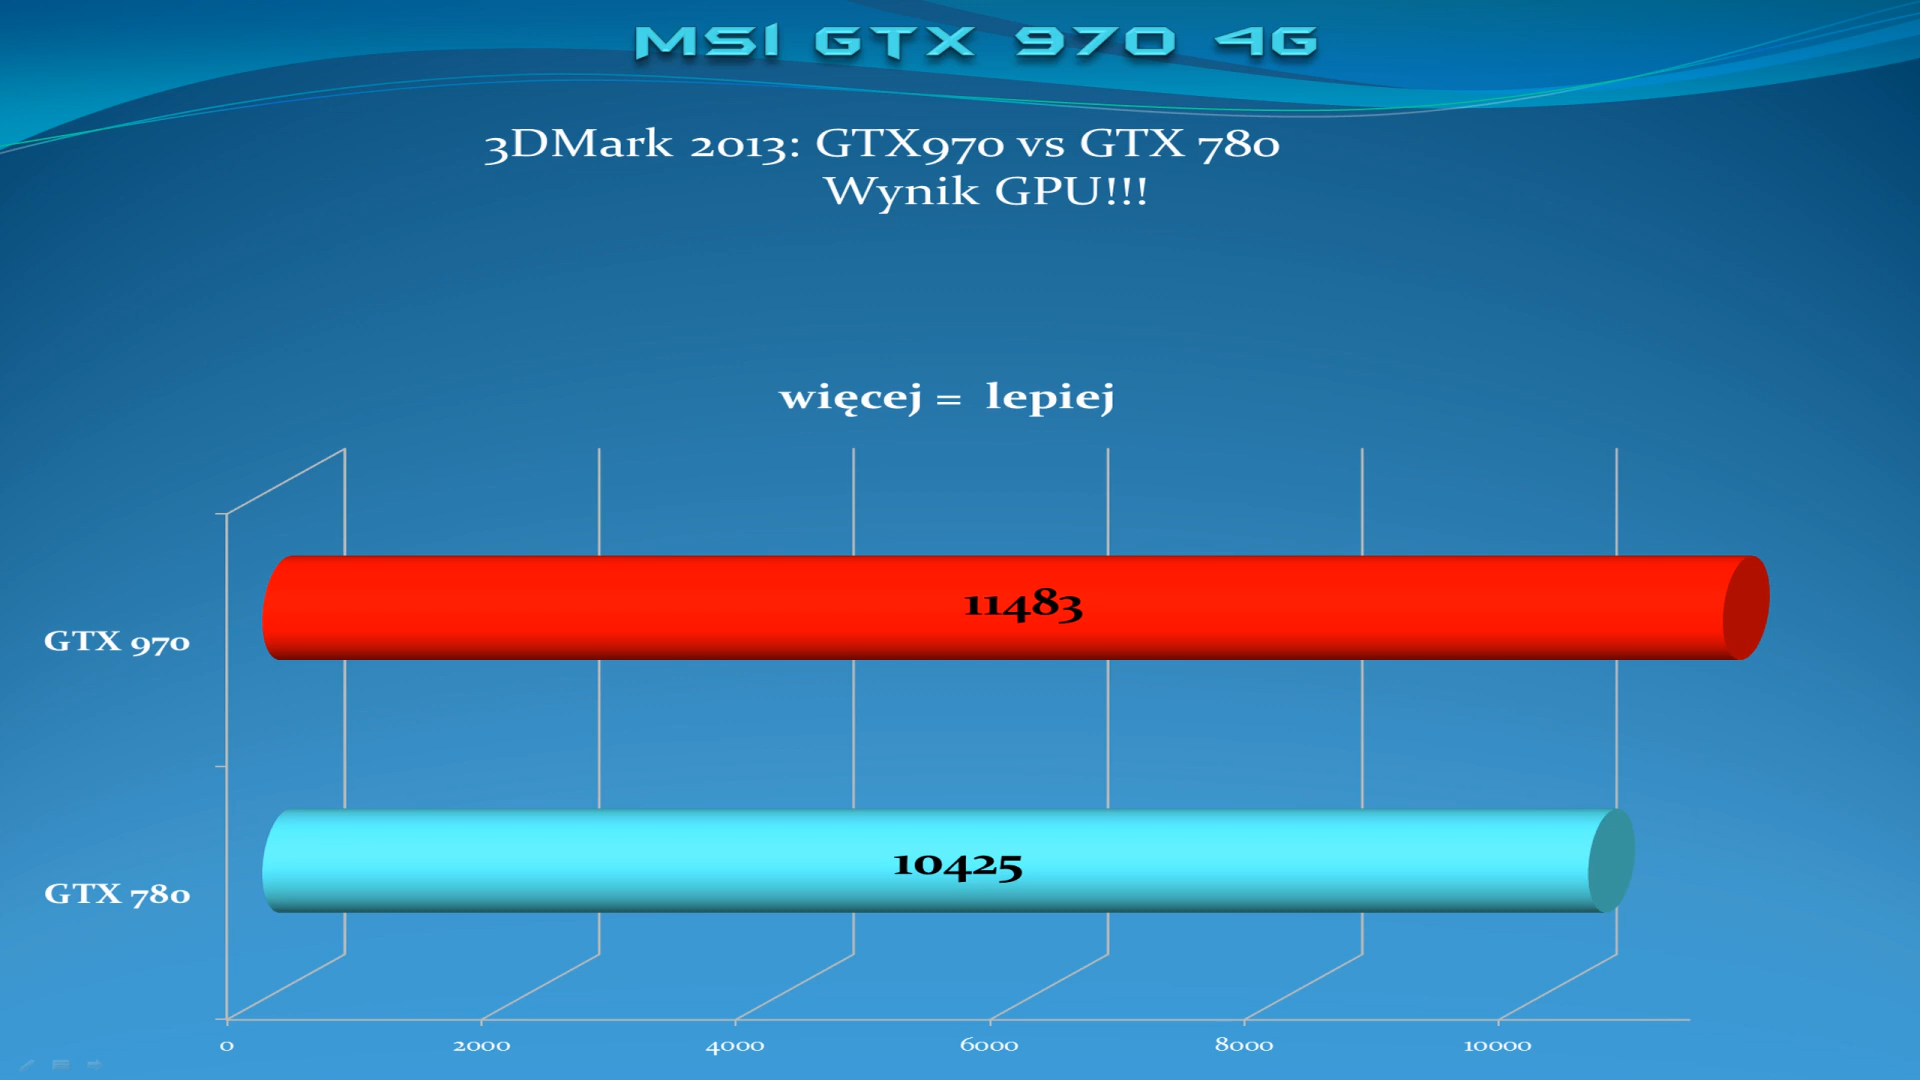 MSI GTX 970 4G
3DMark 2013: GTX970 vs GTX 780
Wynik GPU!!!
więcej = lepiej
GTX 970
11483
GTX 780
10425
0 2000 4000 6000 8000 10000